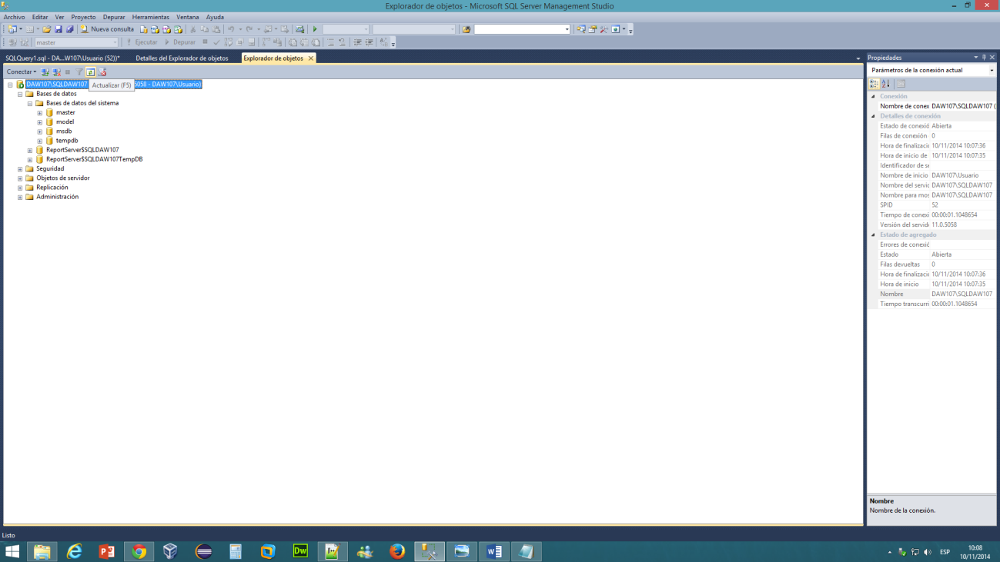 Explorador de objetos - Microsoft SQL Server Management Studio
Archivo Editar Ver Proyecto Depurar Herramientas Ventana Ayuda
Nueva consulta
master Ejecutar Depurar
SQLQuery1.sql - DA...W107\Usuario (52))* Detalles del Explorador de objetos Explorador de objetos
Conectar
DAW107\SQLDAW107 5058 - DAW107\Usuario)
Actualizar (F5)
Bases de datos
Bases de datos del sistema
master
model
msdb
tempdb
ReportServer$SQLDAW107
ReportServer$SQLDAW107TempDB
Seguridad
Objetos de servidor
Replicación
Administración
Propiedades
Parámetros de la conexión actual
Conexión
Nombre de conex DAW107\SQLDAW107 (
Detalles de conexión
Estado de conexió Abierta
Filas de conexión 0
Hora de finalizació 10/11/2014 10:07:36
Hora de inicio de 10/11/2014 10:07:35
Identificador de se
Nombre de inicio DAW107\Usuario
Nombre del servic DAW107\SQLDAW107
Nombre para mos DAW107\SQLDAW107
SPID 52
Tiempo de conexi 00:00:01.1048654
Versión del servid 11.0.5058
Estado de agregado
Errores de conexió
Estado Abierta
Filas devueltas 0
Hora de finalizació 10/11/2014 10:07:36
Hora de inicio 10/11/2014 10:07:35
Nombre DAW107\SQLDAW107
Tiempo transcurri 00:00:01.1048654
Nombre
Nombre de la conexión.
Listo
Dw
ESP
10:08
10/11/2014